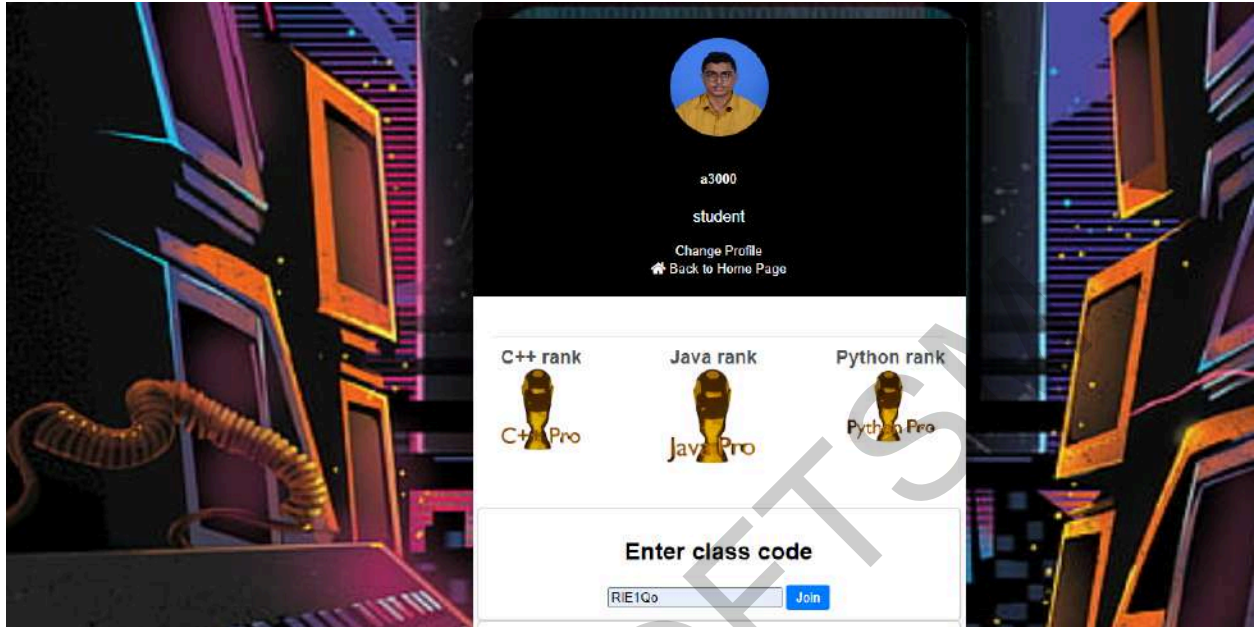 a3000
student
Change Profile
Back to Home Page
C++ rank Java rank Python rank
C++ Pro Java Pro Python Pro
Enter class code
RIE1Qo Join